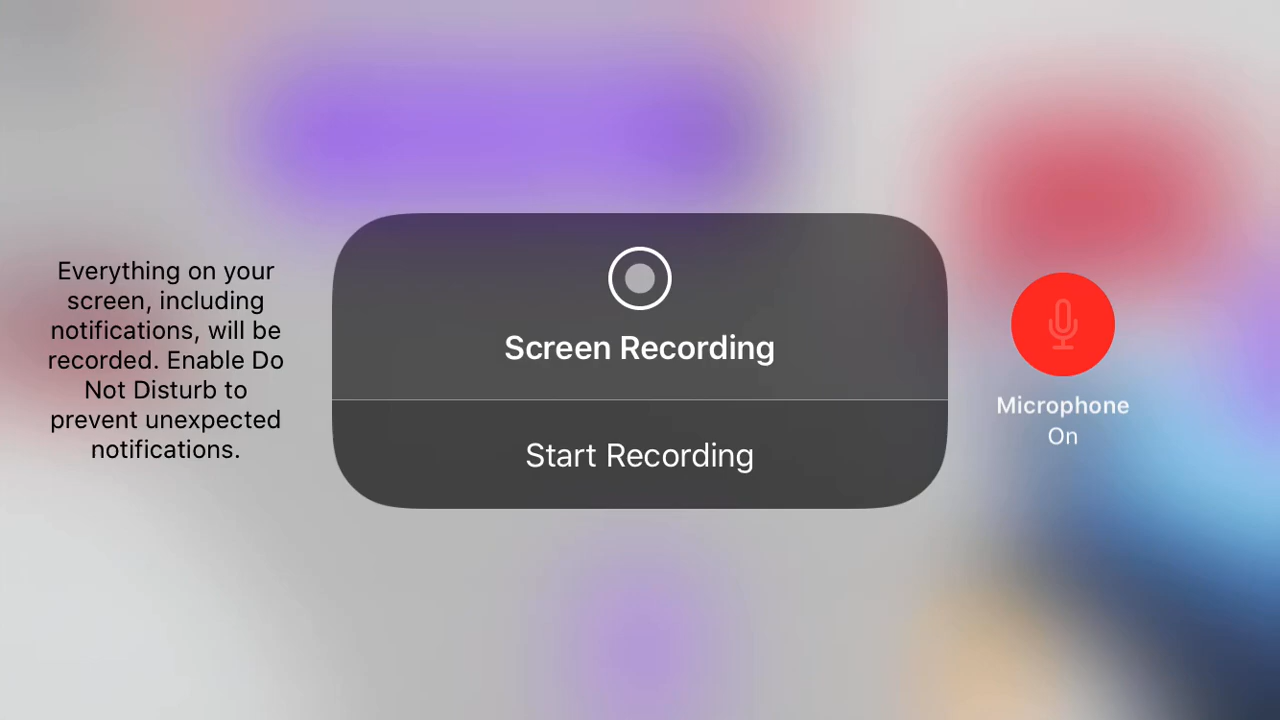 Everything on your
screen, including
notifications, will be
recorded. Enable Do
Not Disturb to
prevent unexpected
notifications.
Screen Recording
Start Recording
Microphone
On